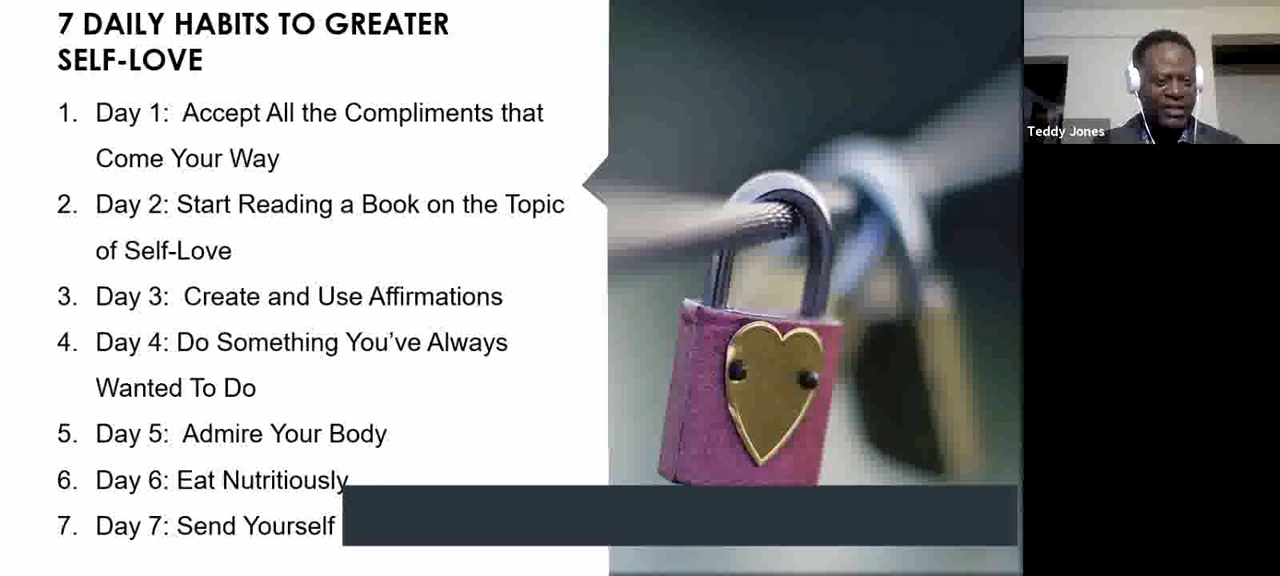 7 DAILY HABITS TO GREATER
SELF-LOVE
1. Day 1: Accept All the Compliments that
Come Your Way
2. Day 2: Start Reading a Book on the Topic
of Self-Love
3. Day 3: Create and Use Affirmations
4. Day 4: Do Something You’ve Always
Wanted To Do
5. Day 5: Admire Your Body
6. Day 6: Eat Nutritiously
7. Day 7: Send Yourself
Teddy Jones